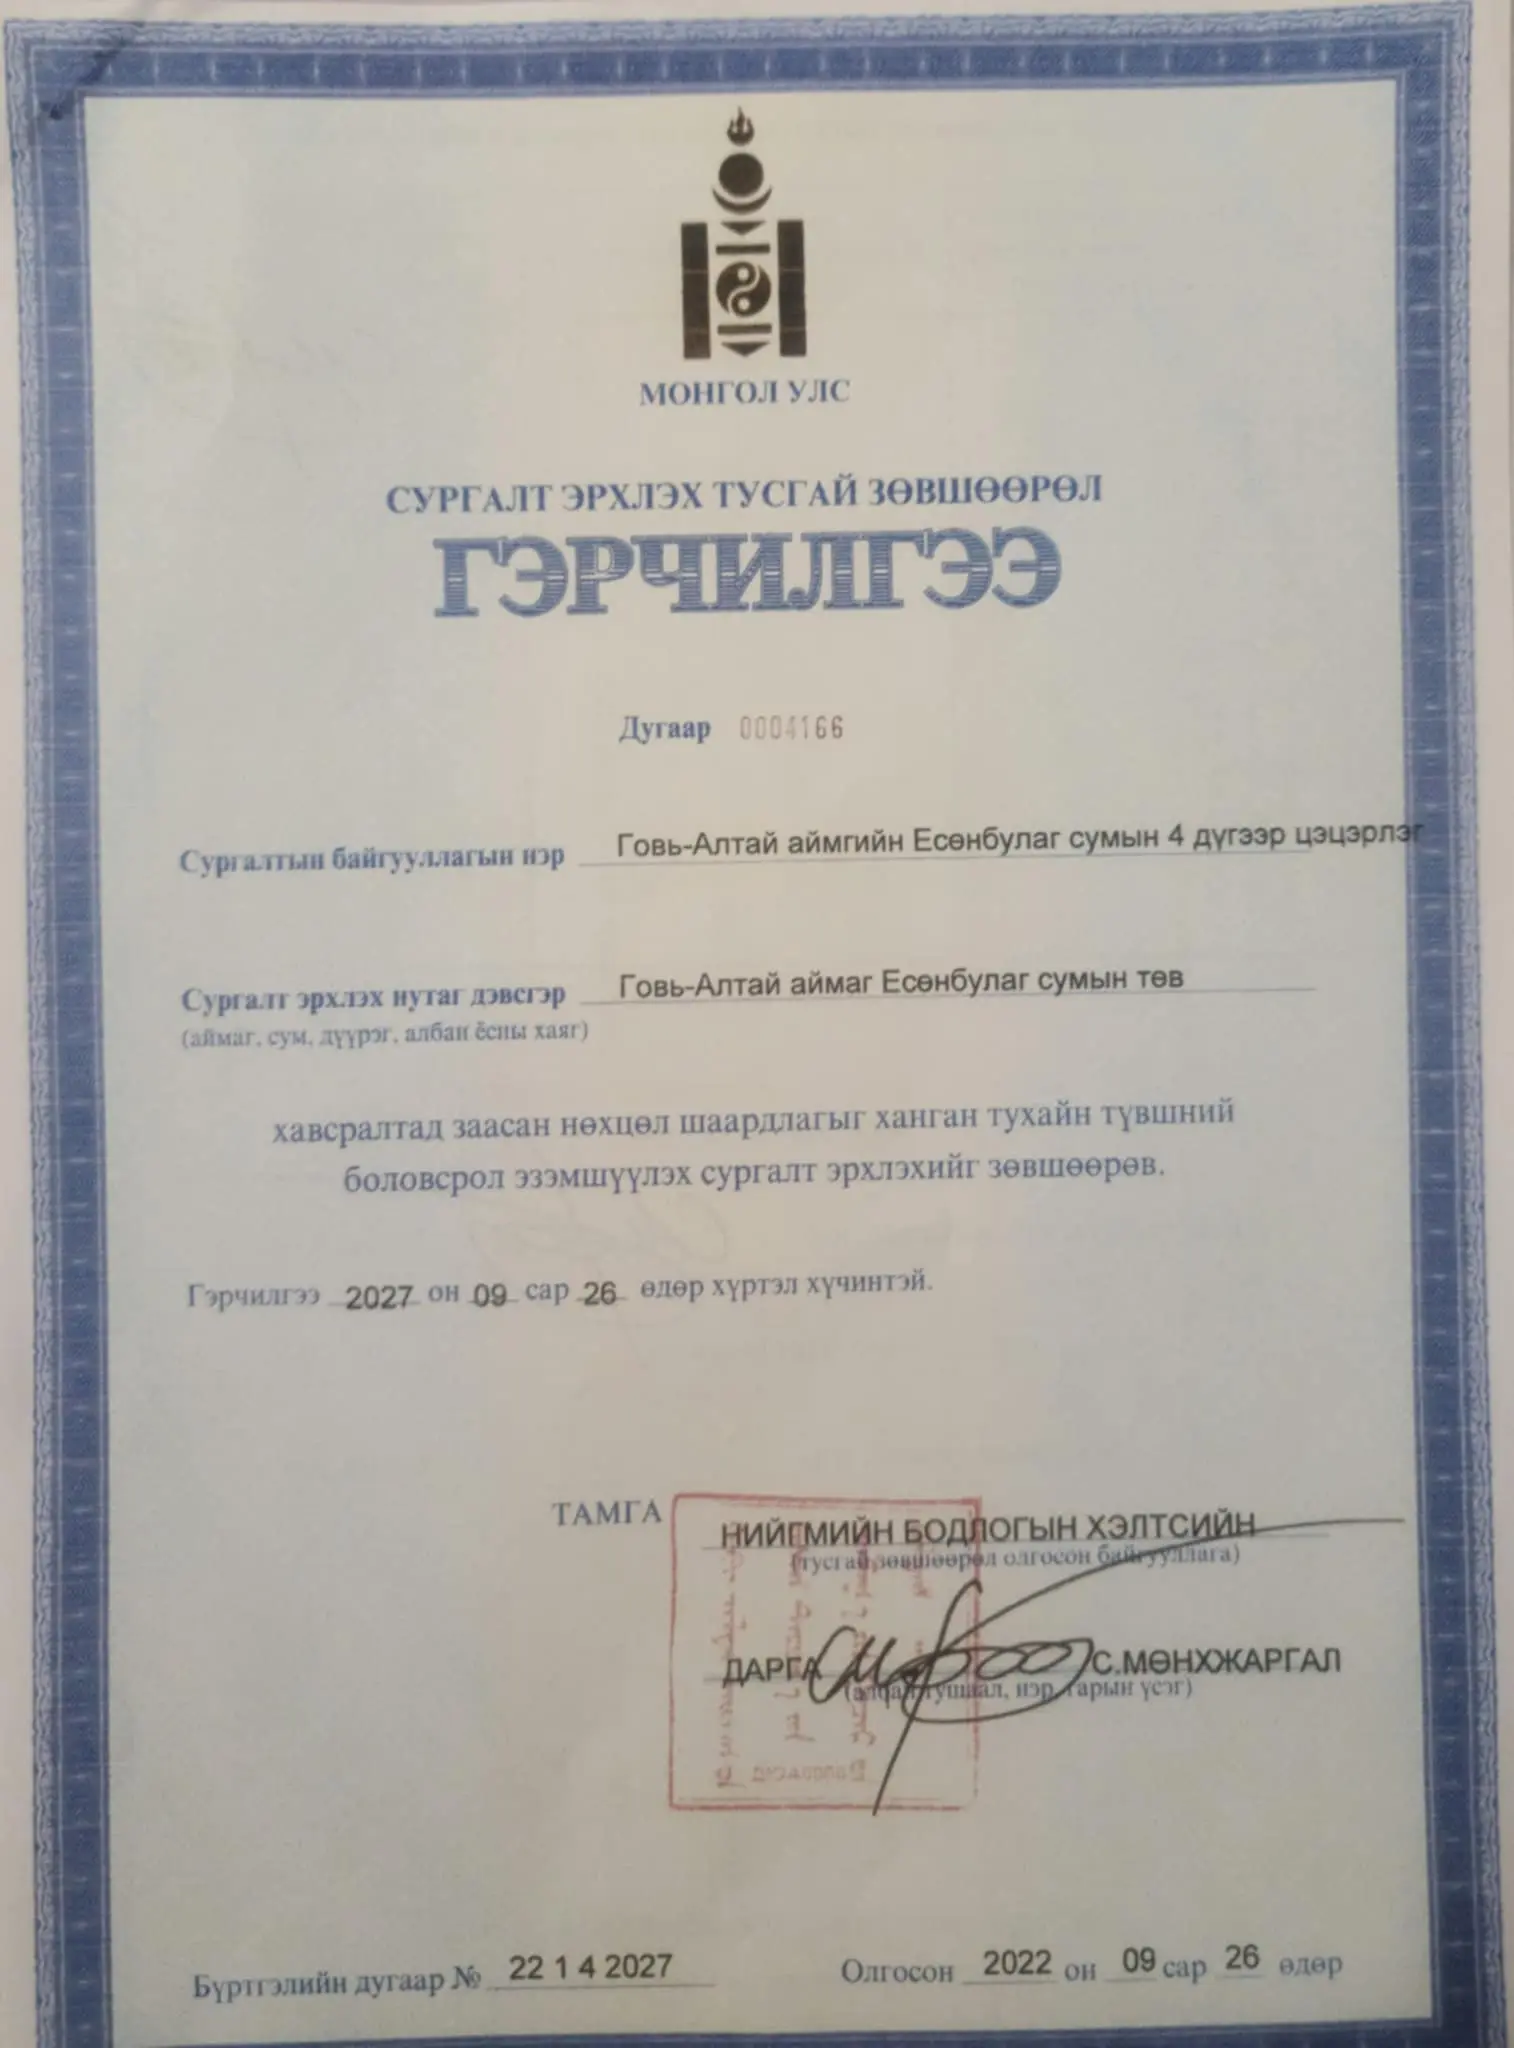 МОНГОЛ УЛС
СУРГАЛТ ЭРХЛЭХ ТУСГАЙ ЗӨВШӨӨРӨЛ
ГЭРЧИЛГЭЭ
Дугаар 0004166
Сургалтын байгууллагын нэр Говь-Алтай аймгийн Есөнбулаг сумын 4 дүгээр цэцэрлэг
Сургалт эрхлэх нутаг дэвсгэр Говь-Алтай аймаг Есөнбулаг сумын төв
(аймаг, сум, дүүрэг, албан ёсны хаяг)
хавсралтад заасан нөхцөл шаардлагыг ханган тухайн түвшний
боловсрол эзэмшүүлэх сургалт эрхлэхийг зөвшөөрөв.
Гэрчилгээ 2027 он 09 сар 26 өдөр хүртэл хүчинтэй.
ТАМГА НИЙГМИЙН БОДЛОГЫН ХЭЛТСИЙН
(тусгай зөвшөөрөл олгосон байгууллага)
ДАРГА С.МӨНХЖАРГАЛ
(албан тушаал, нэр, гарын үсэг)
Бүртгэлийн дугаар № 22 1 4 2027 Олгосон 2022 он 09 сар 26 өдөр